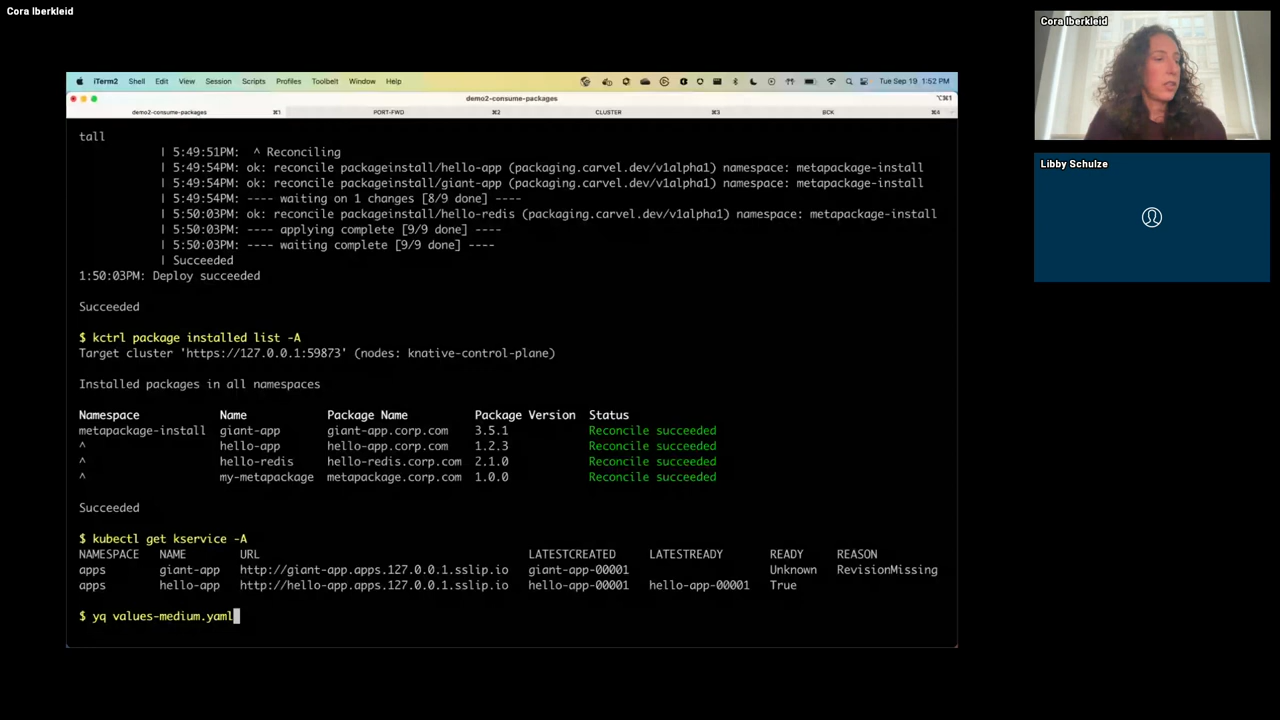 Cora Iberkleid
Cora Iberkleid
Libby Schulze
iTerm2 Shell Edit View Session Scripts Profiles Toolbelt Window Help Tue Sep 19 1:52 PM
demo2-consume-packages ⌥⌘1
demo2-consume-packages ⌘1 PORT-FWD ⌘2 CLUSTER ⌘3 BCK ⌘4
tall
| 5:49:51PM: ^ Reconciling
| 5:49:54PM: ok: reconcile packageinstall/hello-app (packaging.carvel.dev/v1alpha1) namespace: metapackage-install
| 5:49:54PM: ok: reconcile packageinstall/giant-app (packaging.carvel.dev/v1alpha1) namespace: metapackage-install
| 5:49:54PM: ---- waiting on 1 changes [8/9 done] ----
| 5:50:03PM: ok: reconcile packageinstall/hello-redis (packaging.carvel.dev/v1alpha1) namespace: metapackage-install
| 5:50:03PM: ---- applying complete [9/9 done] ----
| 5:50:03PM: ---- waiting complete [9/9 done] ----
| Succeeded
1:50:03PM: Deploy succeeded
Succeeded
$ kctrl package installed list -A
Target cluster 'https://127.0.0.1:59873' (nodes: knative-control-plane)
Installed packages in all namespaces
Namespace Name Package Name Package Version Status
metapackage-install giant-app giant-app.corp.com 3.5.1 Reconcile succeeded
^ hello-app hello-app.corp.com 1.2.3 Reconcile succeeded
^ hello-redis hello-redis.corp.com 2.1.0 Reconcile succeeded
^ my-metapackage metapackage.corp.com 1.0.0 Reconcile succeeded
Succeeded
$ kubectl get kservice -A
NAMESPACE NAME URL LATESTCREATED LATESTREADY READY REASON
apps giant-app http://giant-app.apps.127.0.0.1.sslip.io giant-app-00001 Unknown RevisionMissing
apps hello-app http://hello-app.apps.127.0.0.1.sslip.io hello-app-00001 hello-app-00001 True
$ yq values-medium.yaml